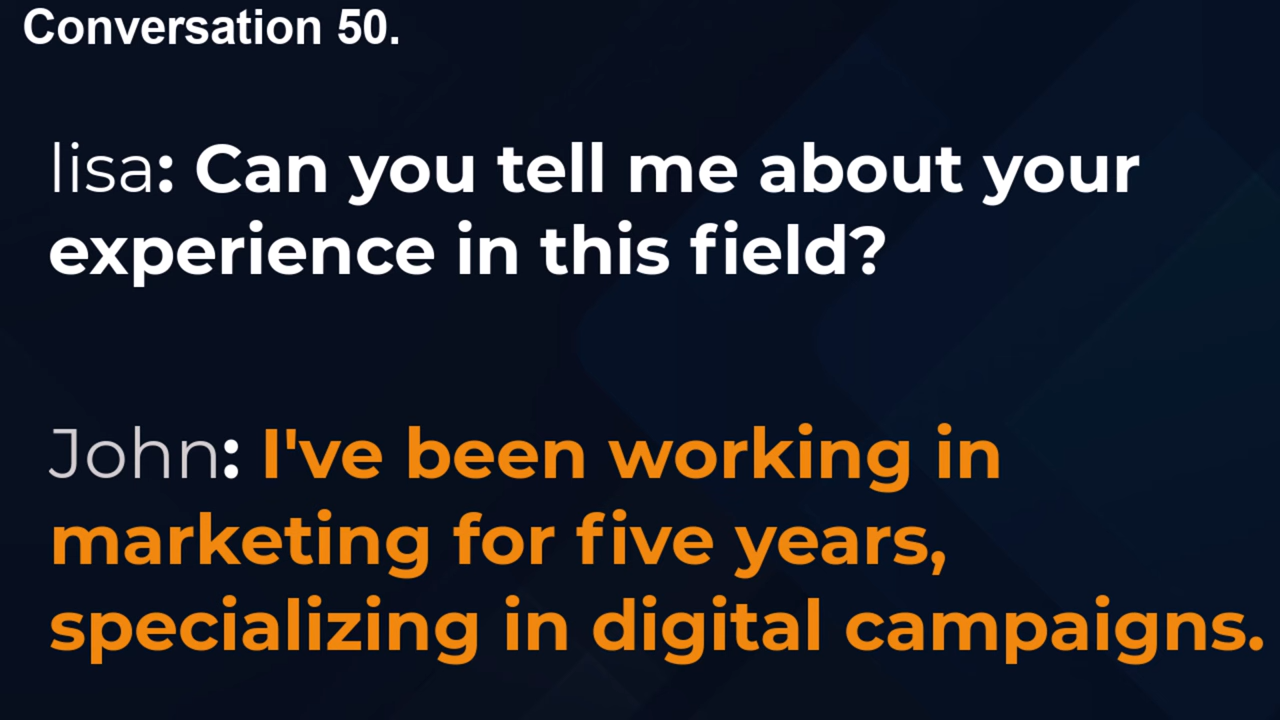 Conversation 50.
lisa: Can you tell me about your
experience in this field?
John: I've been working in
marketing for five years,
specializing in digital campaigns.